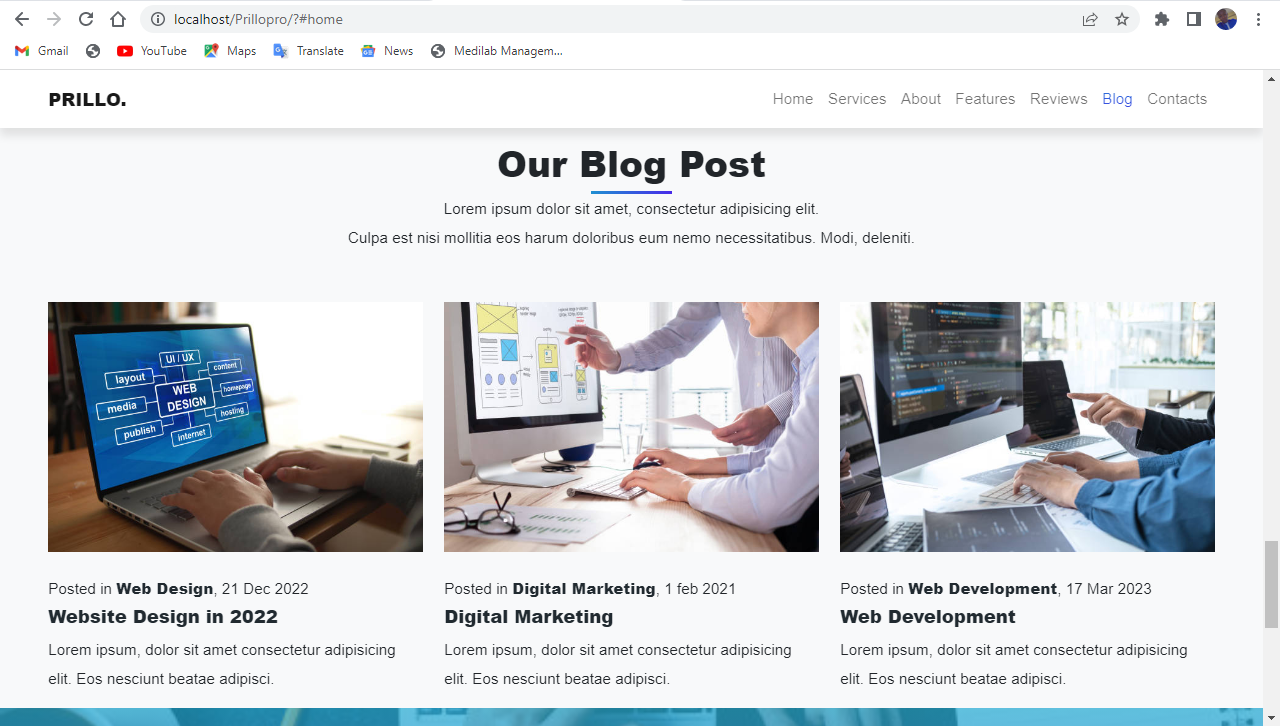 localhost/Prillopro/?#home
Gmail YouTube Maps Translate News Medilab Managem...
PRILLO. Home Services About Features Reviews Blog Contacts
Our Blog Post
Lorem ipsum dolor sit amet, consectetur adipisicing elit.
Culpa est nisi mollitia eos harum doloribus eum nemo necessitatibus. Modi, deleniti.
UI / UX
layout
content
WEB
DESIGN
homepage
media
hosting
publish
internet
Posted in Web Design, 21 Dec 2022
Website Design in 2022
Lorem ipsum, dolor sit amet consectetur adipisicing
elit. Eos nesciunt beatae adipisci.
Posted in Digital Marketing, 1 feb 2021
Digital Marketing
Lorem ipsum, dolor sit amet consectetur adipisicing
elit. Eos nesciunt beatae adipisci.
Posted in Web Development, 17 Mar 2023
Web Development
Lorem ipsum, dolor sit amet consectetur adipisicing
elit. Eos nesciunt beatae adipisci.